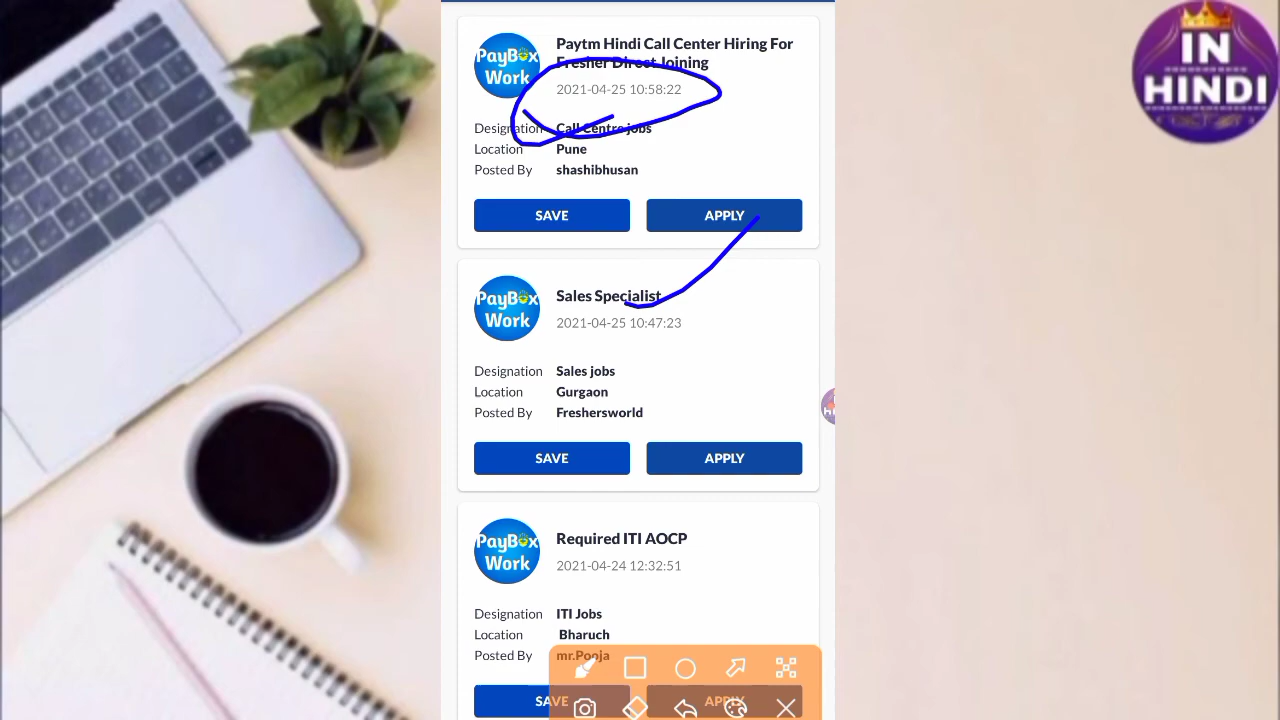 PayBox
Work
Paytm Hindi Call Center Hiring For
Fresher Direct Joining
2021-04-25 10:58:22
Designation Call Centre jobs
Location Pune
Posted By shashibhusan
SAVE APPLY
PayBox
Work
Sales Specialist
2021-04-25 10:47:23
Designation Sales jobs
Location Gurgaon
Posted By Freshersworld
SAVE APPLY
PayBox
Work
Required ITI AOCP
2021-04-24 12:32:51
Designation ITI Jobs
Location Bharuch
Posted By mr.Pooja
SAVE APPLY
IN
HINDI